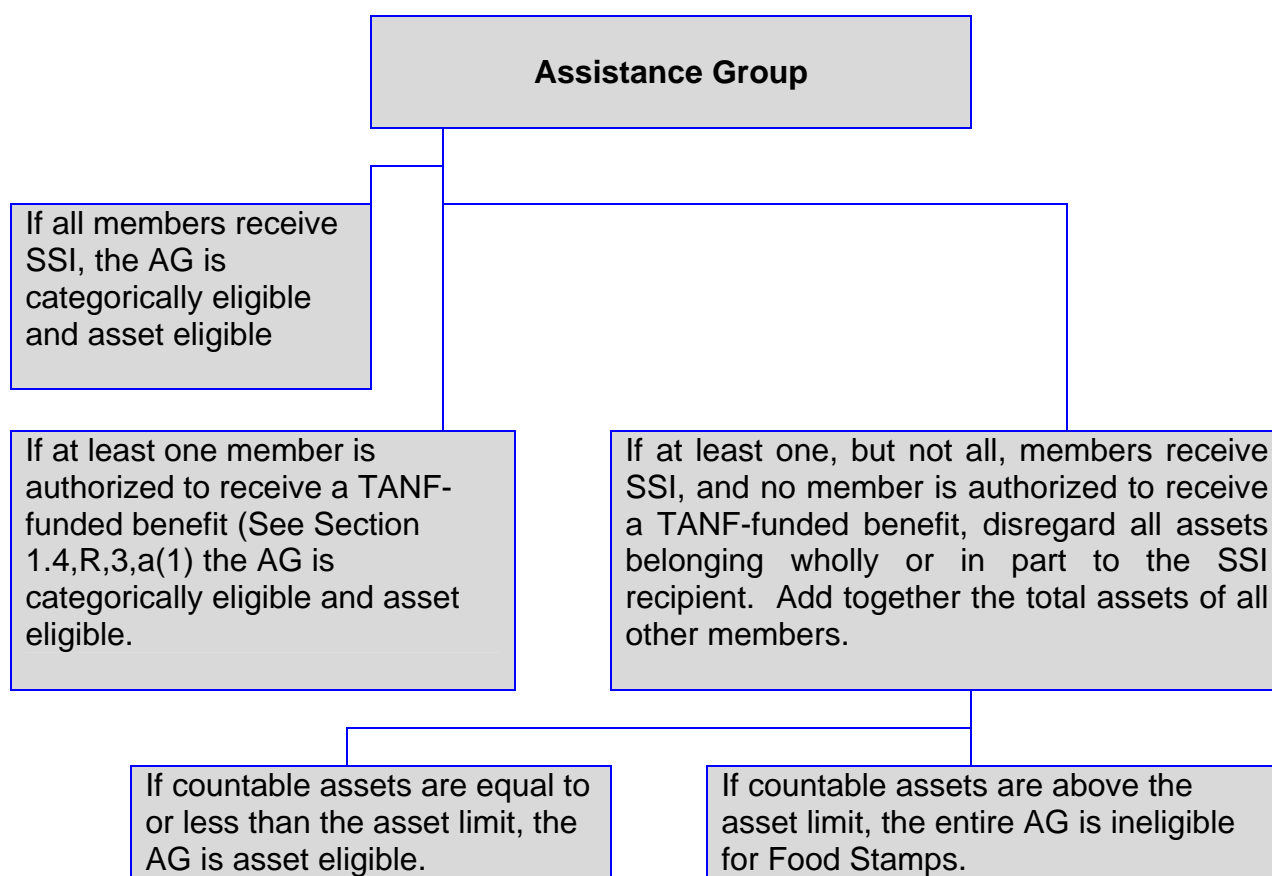 Assistance Group
If all members receive
SSI, the AG is
categorically eligible
and asset eligible
If at least one member is
authorized to receive a TANF-
funded benefit (See Section
1.4,R,3,a(1) the AG is
categorically eligible and asset
eligible.
If at least one, but not all, members receive
SSI, and no member is authorized to receive
a TANF-funded benefit, disregard all assets
belonging wholly or in part to the SSI
recipient. Add together the total assets of all
other members.
If countable assets are equal to
or less than the asset limit, the
AG is asset eligible.
If countable assets are above the
asset limit, the entire AG is ineligible
for Food Stamps.